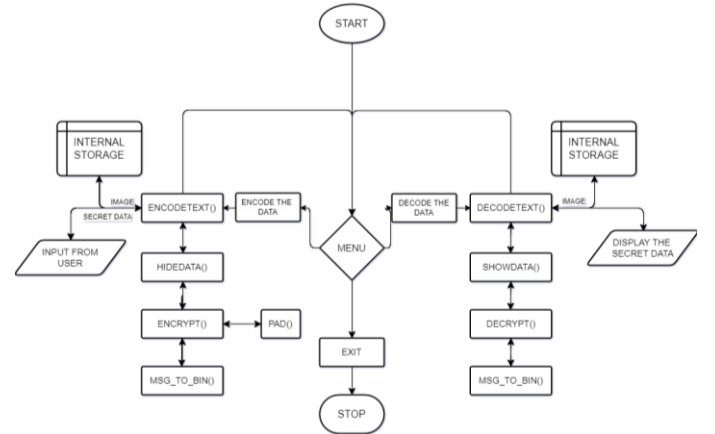 START
INTERNAL
STORAGE
INTERNAL
STORAGE
IMAGE
SECRET DATA
ENCODETEXT()
ENCODE THE
DATA
DECODE THE
DATA
DECODETEXT()
IMAGE
INPUT FROM
USER
MENU
DISPLAY THE
SECRET DATA
HIDEDATA()
SHOWDATA()
ENCRYPT()
PAD()
DECRYPT()
EXIT
MSG_TO_BIN()
MSG_TO_BIN()
STOP